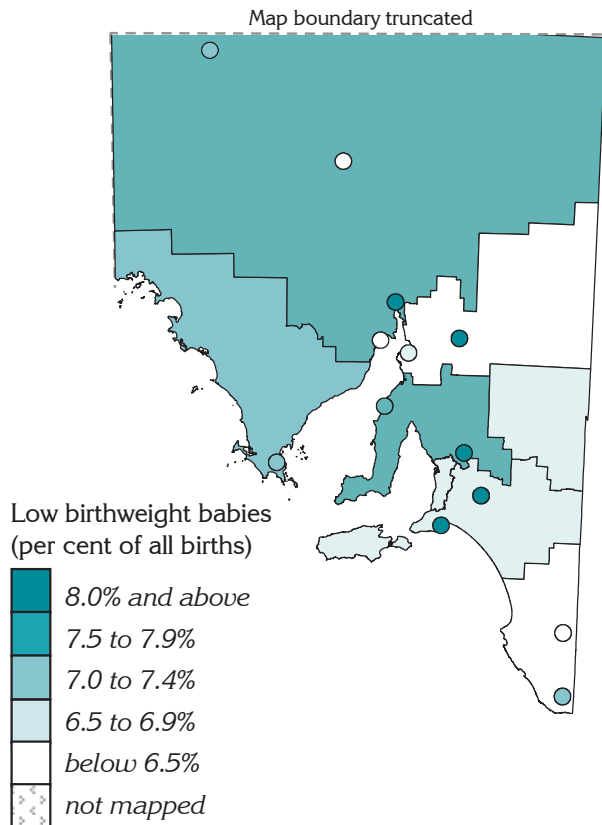 Map boundary truncated
Low birthweight babies
(per cent of all births)
8.0% and above
7.5 to 7.9%
7.0 to 7.4%
6.5 to 6.9%
below 6.5%
not mapped